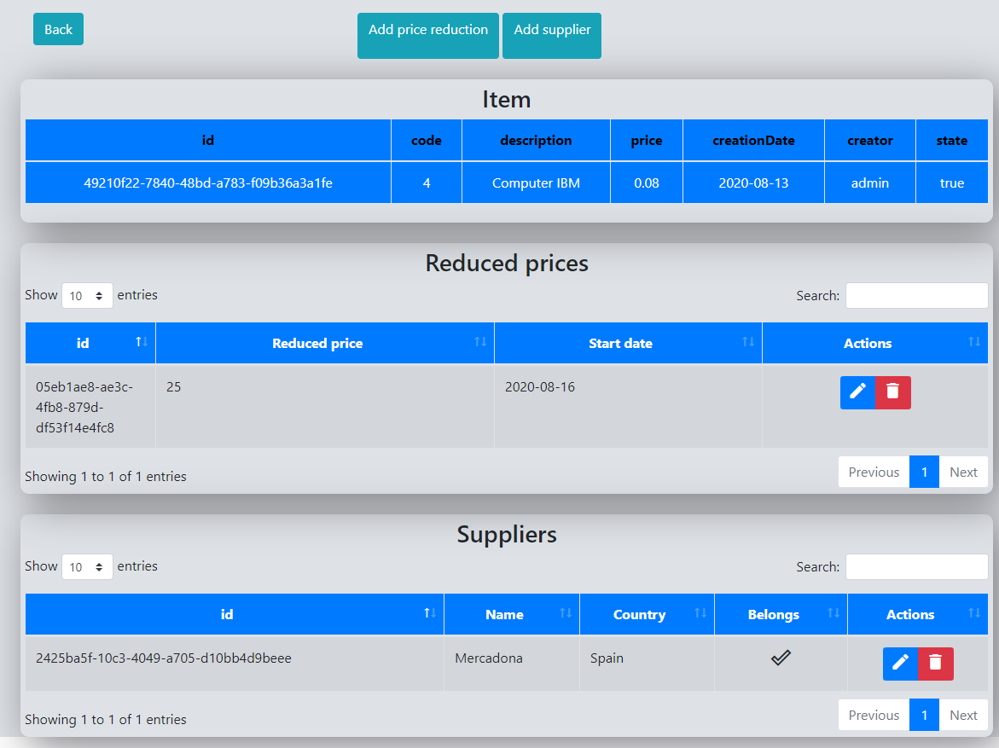 Back Add price reduction Add supplier
Item
id code description price creationDate creator state
49210f22-7840-48bd-a783-f09b36a3a1fe 4 Computer IBM 0.08 2020-08-13 admin true
Reduced prices
Show 10 entries Search:
id Reduced price Start date Actions
05eb1ae8-ae3c- 25 2020-08-16
4fb8-879d-
df53f14e4fc8
Showing 1 to 1 of 1 entries Previous 1 Next
Suppliers
Show 10 entries Search:
id Name Country Belongs Actions
2425ba5f-10c3-4049-a705-d10bb4d9beee Mercadona Spain
Showing 1 to 1 of 1 entries Previous 1 Next